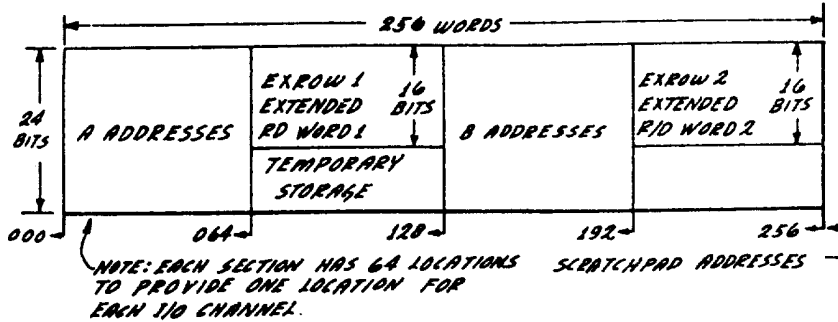 256 WORDS
24 BITS
A ADDRESSES
EXROW 1
EXTENDED
RD WORD 1
16 BITS
TEMPORARY
STORAGE
B ADDRESSES
EXROW 2
EXTENDED
R/D WORD 2
16 BITS
000
064
128
192
256
NOTE: EACH SECTION HAS 64 LOCATIONS
TO PROVIDE ONE LOCATION FOR
EACH I/O CHANNEL.
SCRATCHPAD ADDRESSES